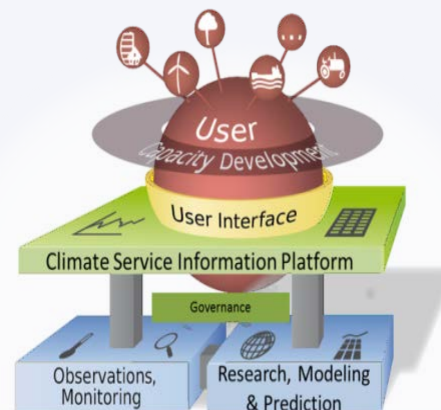 User
Capacity Development
User Interface
Climate Service Information Platform
Governance
Observations,
Monitoring
Research, Modeling
& Prediction